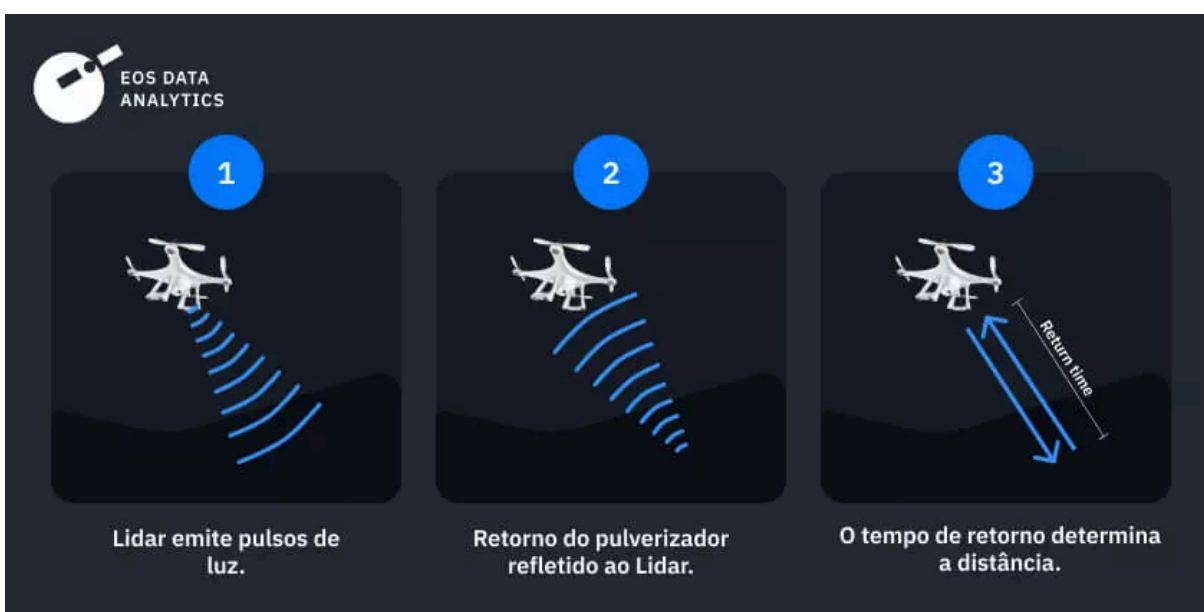 EOS DATA
ANALYTICS
1
2
3
Return time
Lidar emite pulsos de
luz.
Retorno do pulverizador
refletido ao Lidar.
O tempo de retorno determina
a distância.